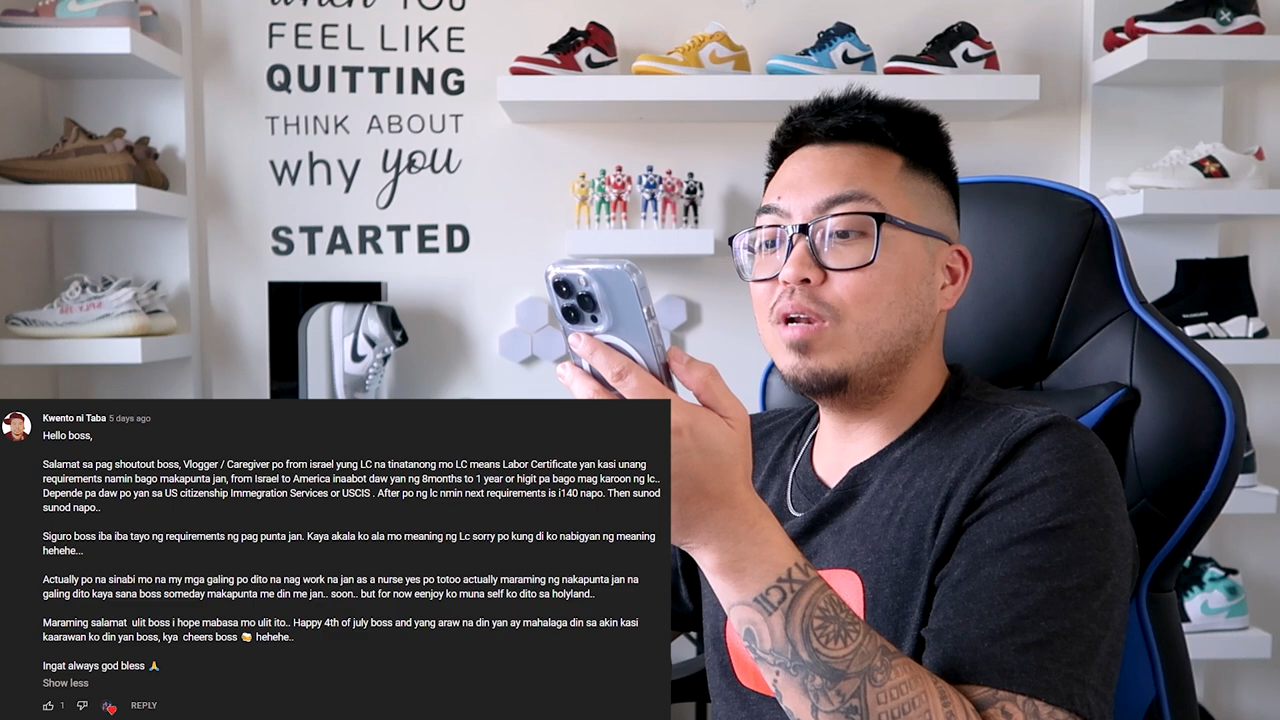 when YOU
FEEL LIKE
QUITTING
THINK ABOUT
why you
STARTED
Kwento ni Taba 5 days ago
Hello boss,
Salamat sa pag shoutout boss, Vlogger / Caregiver po from israel yung LC na tinatanong mo LC means Labor Certificate yan kasi unang
requirements namin bago makapunta jan, from Israel to America inaabot daw yan ng 8months to 1 year or higit pa bago mag karoon ng lc..
Depende pa daw po yan sa US citizenship Immigration Services or USCIS . After po ng lc nmin next requirements is i140 napo. Then sunod
sunod napo..
Siguro boss iba iba tayo ng requirements ng pag punta jan. Kaya akala ko ala mo meaning ng Lc sorry po kung di ko nabigyan ng meaning
hehehe...
Actually po na sinabi mo na my mga galing po dito na nag work na jan as a nurse yes po totoo actually maraming ng nakapunta jan na
galing dito kaya sana boss someday makapunta me din me jan.. soon.. but for now eenjoy ko muna self ko dito sa holyland..
Maraming salamat ulit boss i hope mabasa mo ulit ito.. Happy 4th of july boss and yang araw na din yan ay mahalaga din sa akin kasi
kaarawan ko din yan boss, kya cheers boss 🍻 hehehe..
Ingat always god bless 🙏
Show less
1
REPLY